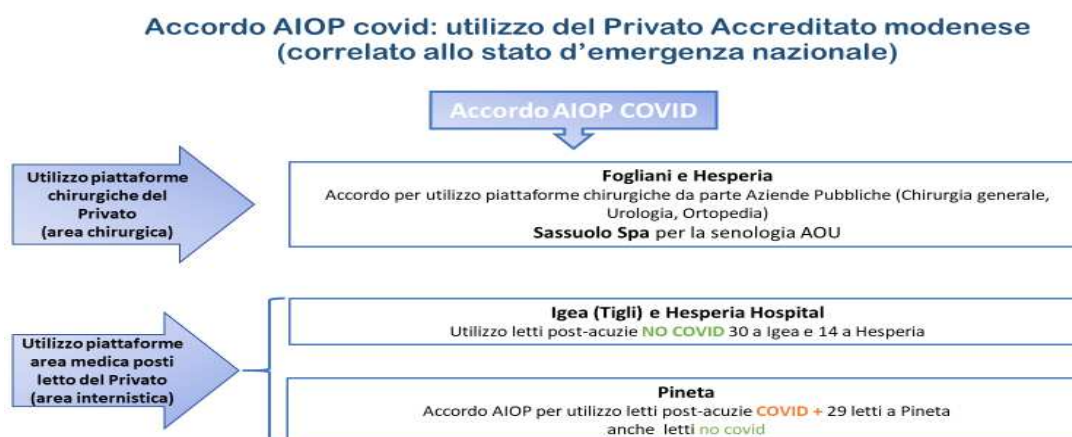 Accordo AIOP covid: utilizzo del Privato Accreditato modenese
(correlato allo stato d'emergenza nazionale)
Accordo AIOP COVID
Utilizzo piattaforme
chirurgiche del
Privato
(area chirurgica)
Fogliani e Hesperia
Accordo per utilizzo piattaforme chirurgiche da parte Aziende Pubbliche (Chirurgia generale,
Urologia, Ortopedia)
Sassuolo Spa per la senologia AOU
Utilizzo piattaforme
area medica posti
letto del Privato
(area internistica)
Igea (Tigli) e Hesperia Hospital
Utilizzo letti post-acuzie NO COVID 30 a Igea e 14 a Hesperia
Pineta
Accordo AIOP per utilizzo letti post-acuzie COVID + 29 letti a Pineta
anche letti no covid